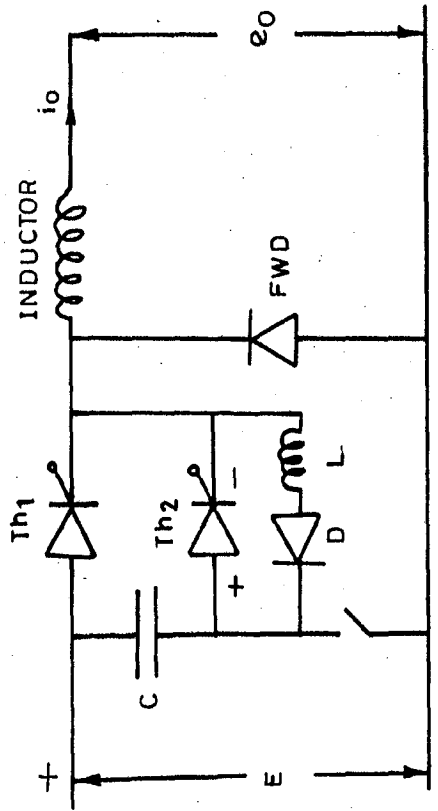 INDUCTOR
i₀
Th₁
C
Th₂
+
−
L
D
FWD
E
e₀
+